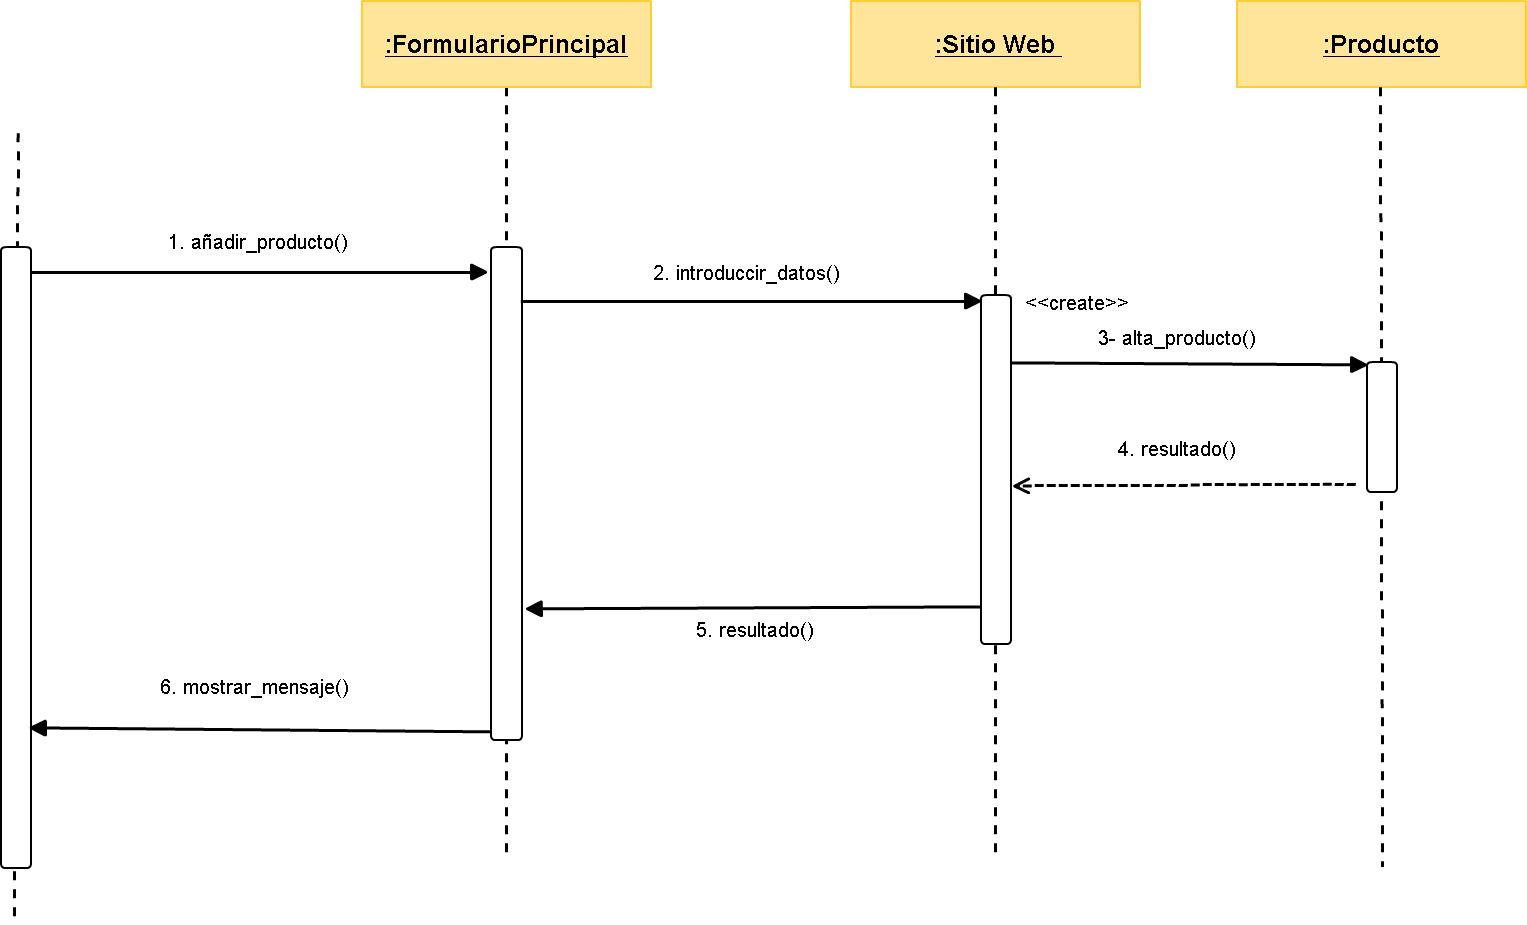 :FormularioPrincipal
:Sitio Web
:Producto
1. añadir_producto()
2. introduccir_datos()
<<create>>
3- alta_producto()
4. resultado()
5. resultado()
6. mostrar_mensaje()